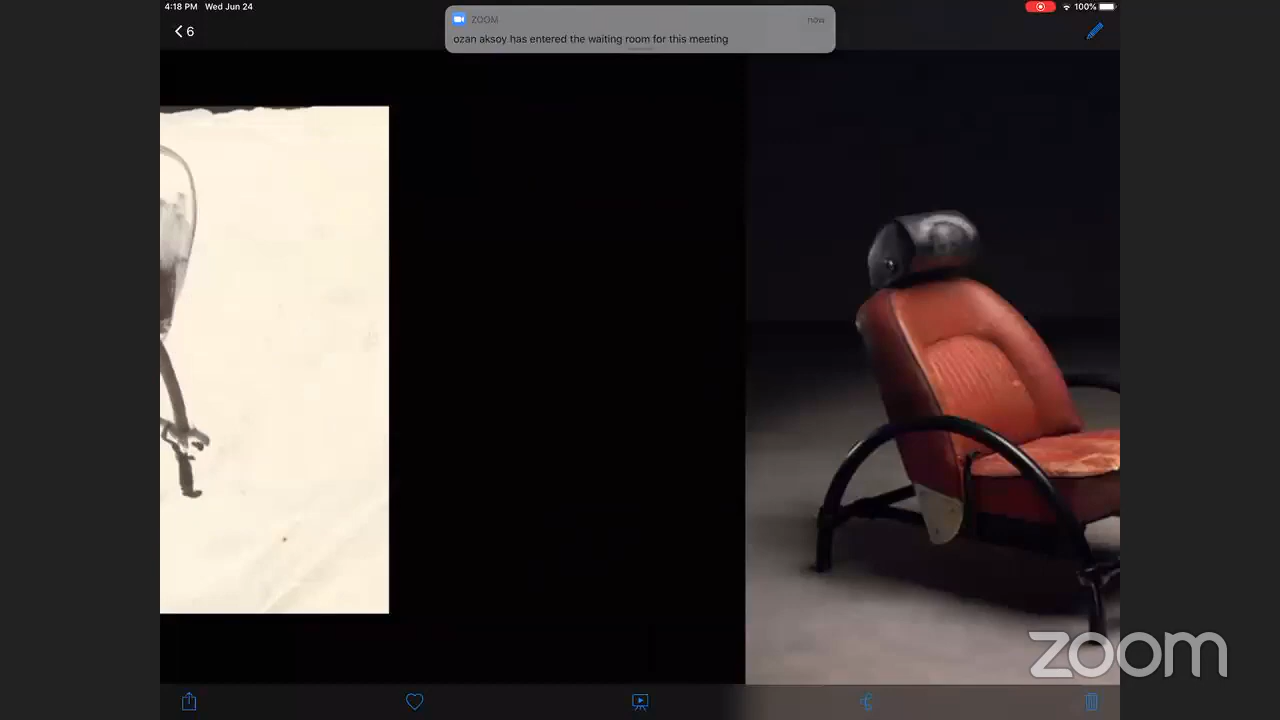 4:18 PM Wed Jun 24
100%
6
ZOOM
now
ozan aksoy has entered the waiting room for this meeting
zoom